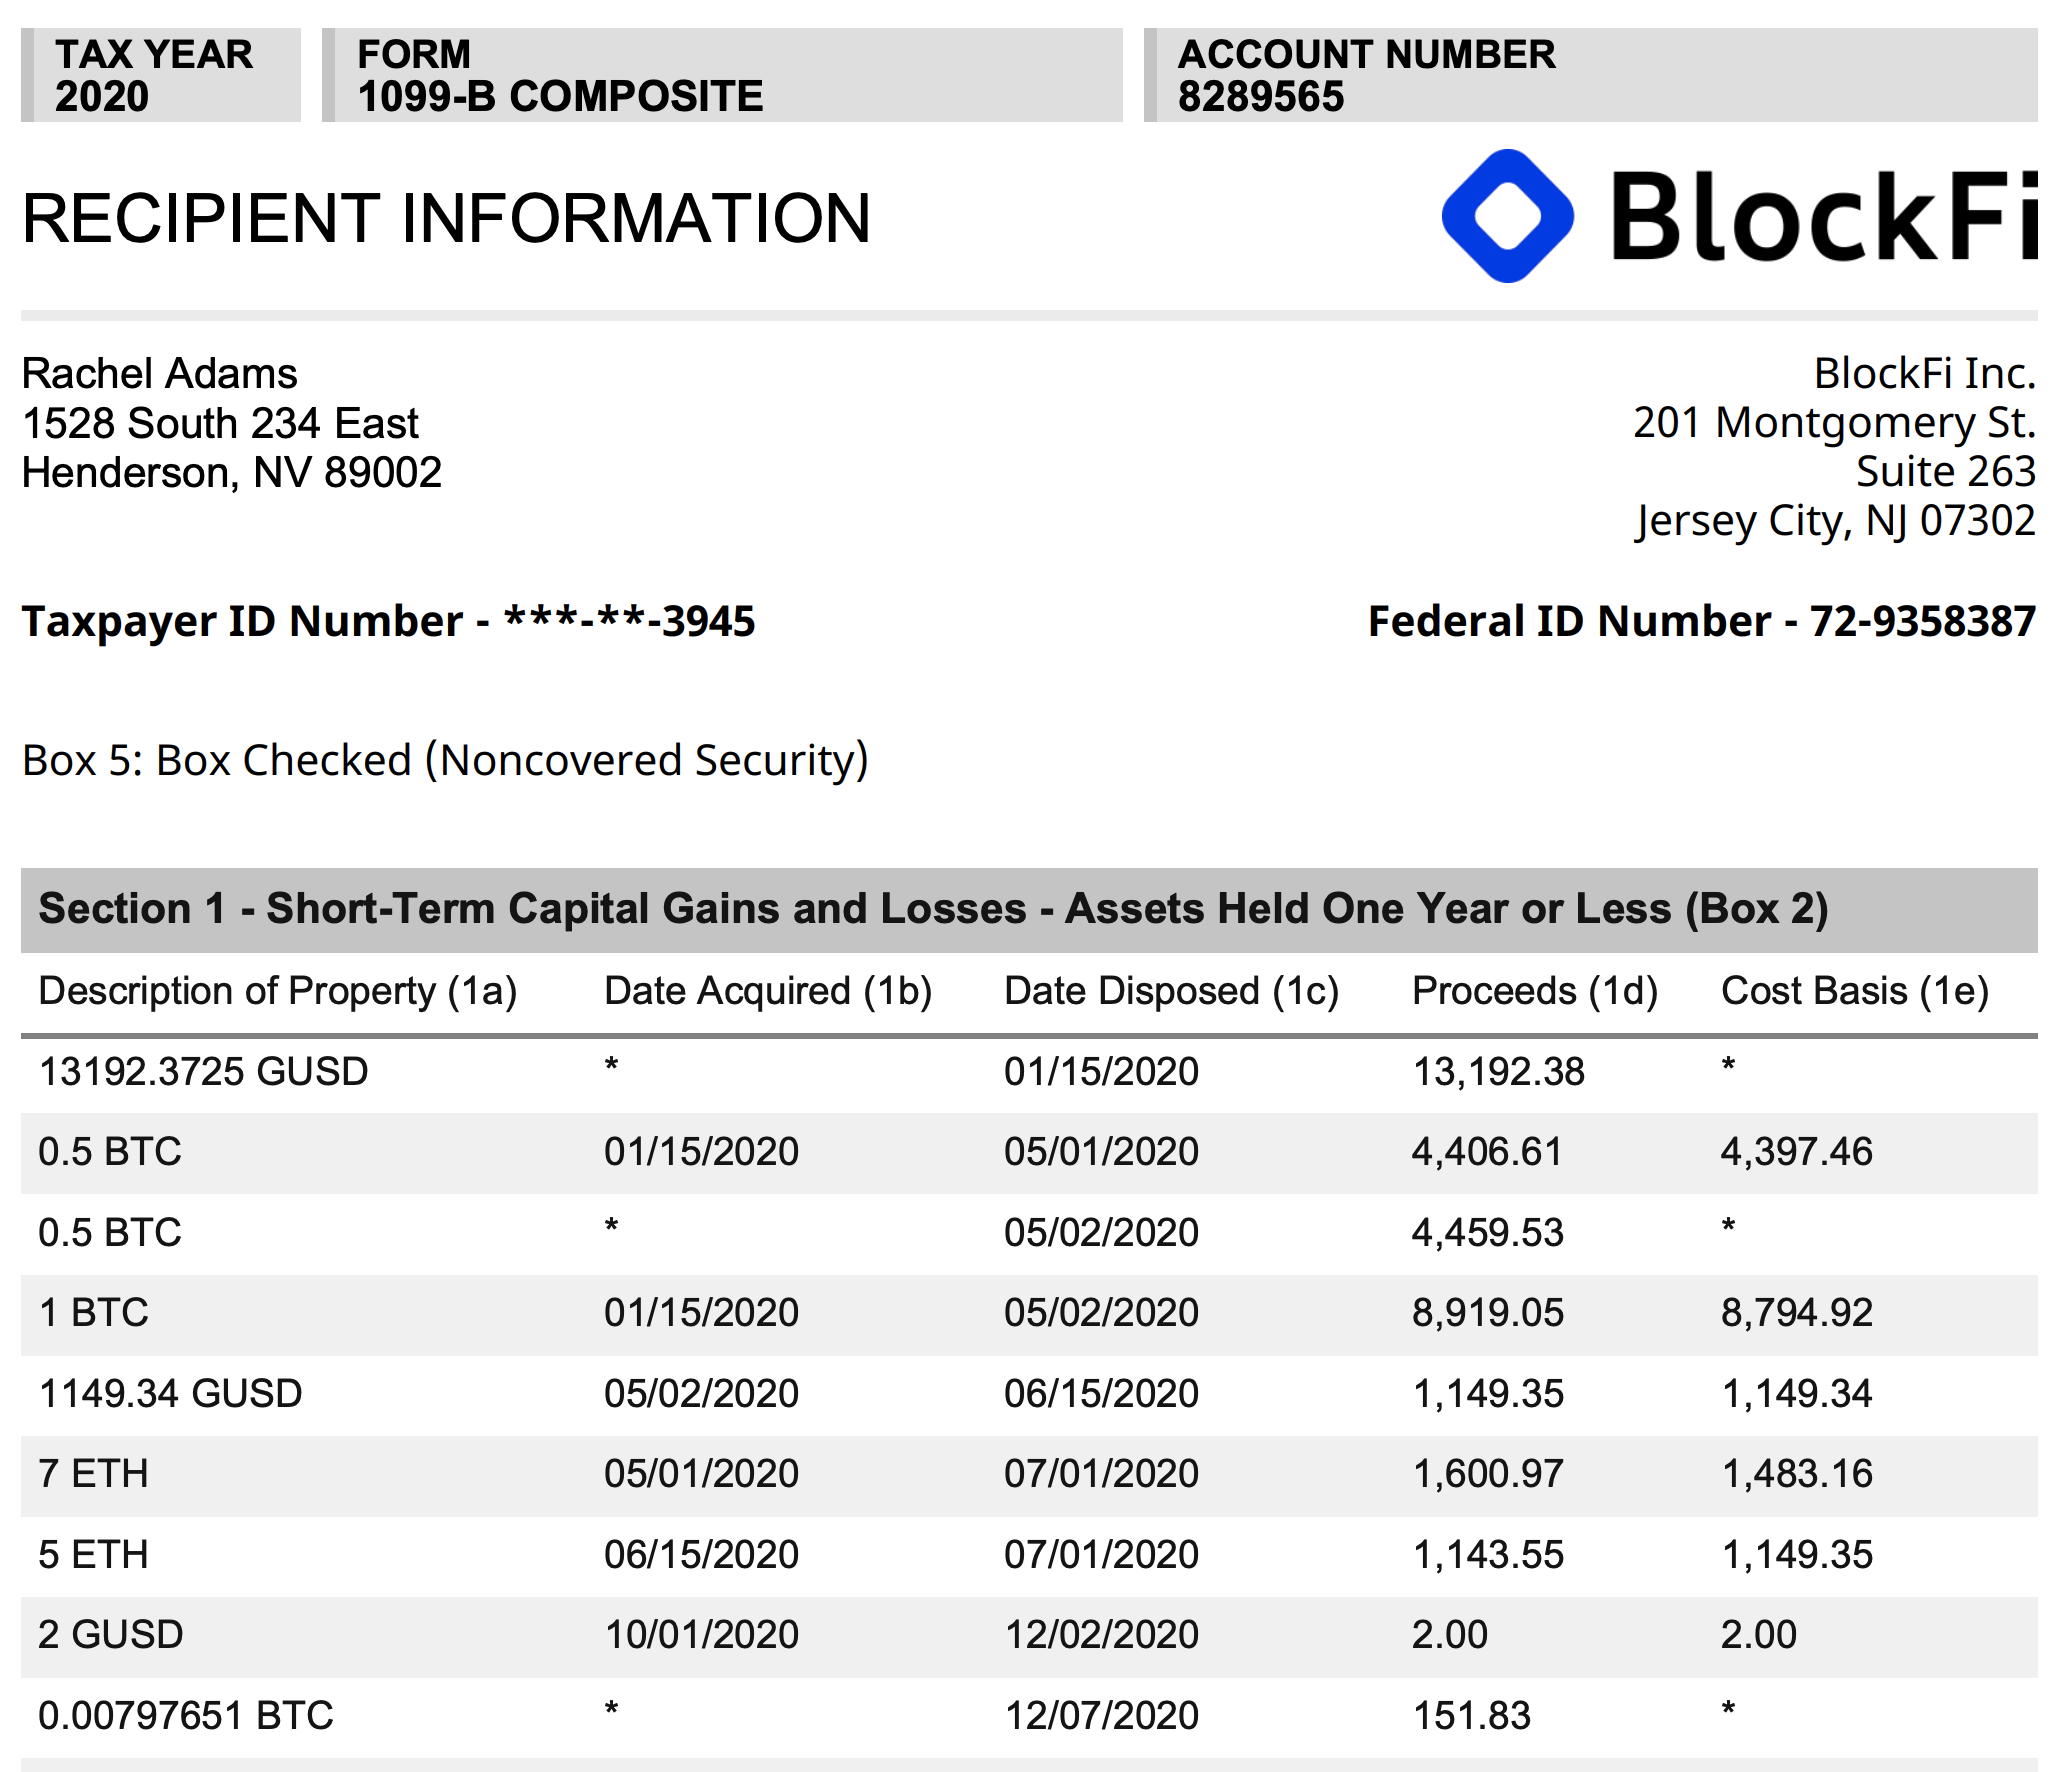 TAX YEAR
2020
FORM
1099-B COMPOSITE
ACCOUNT NUMBER
8289565
RECIPIENT INFORMATION
BlockFi
Rachel Adams
1528 South 234 East
Henderson, NV 89002
BlockFi Inc.
201 Montgomery St.
Suite 263
Jersey City, NJ 07302
Taxpayer ID Number - ***-**-3945
Federal ID Number - 72-9358387
Box 5: Box Checked (Noncovered Security)
Section 1 - Short-Term Capital Gains and Losses - Assets Held One Year or Less (Box 2)
Description of Property (1a) Date Acquired (1b) Date Disposed (1c) Proceeds (1d) Cost Basis (1e)
13192.3725 GUSD * 01/15/2020 13,192.38 *
0.5 BTC 01/15/2020 05/01/2020 4,406.61 4,397.46
0.5 BTC * 05/02/2020 4,459.53 *
1 BTC 01/15/2020 05/02/2020 8,919.05 8,794.92
1149.34 GUSD 05/02/2020 06/15/2020 1,149.35 1,149.34
7 ETH 05/01/2020 07/01/2020 1,600.97 1,483.16
5 ETH 06/15/2020 07/01/2020 1,143.55 1,149.35
2 GUSD 10/01/2020 12/02/2020 2.00 2.00
0.00797651 BTC * 12/07/2020 151.83 *